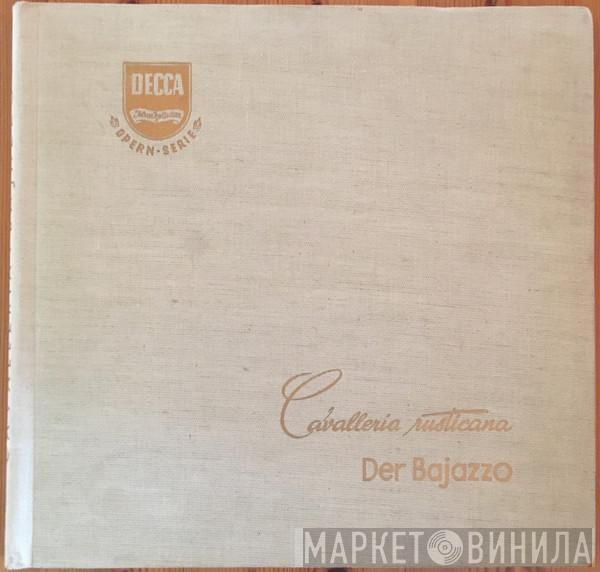 DECCA
OPERN-SERIE
Cavalleria rusticana
Der Bajazzo
МАРКЕТ ВИНИЛА